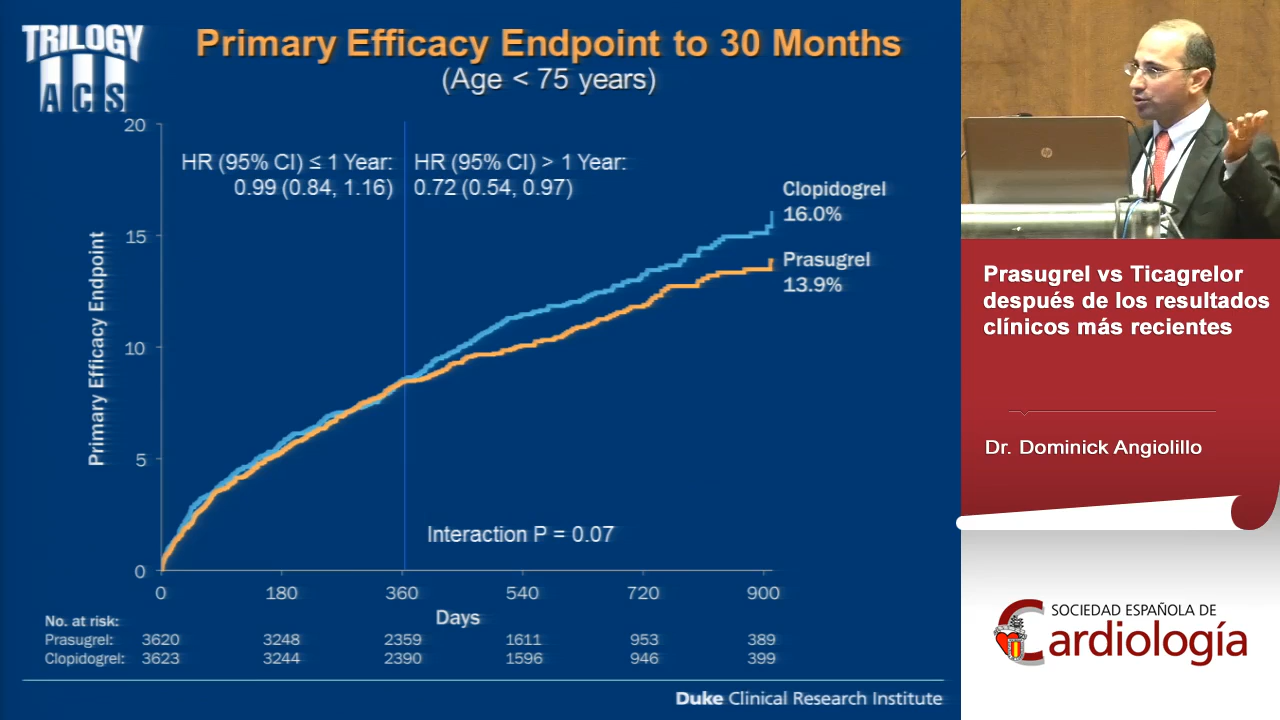 TRILOGY
ACS
Primary Efficacy Endpoint to 30 Months
(Age < 75 years)
Primary Efficacy Endpoint
20
15
10
5
0
HR (95% CI) ≤ 1 Year:
0.99 (0.84, 1.16)
HR (95% CI) > 1 Year:
0.72 (0.54, 0.97)
Clopidogrel
16.0%
Prasugrel
13.9%
Interaction P = 0.07
0 180 360 540 720 900
Days
No. at risk:
Prasugrel: 3620 3248 2359 1611 953 389
Clopidogrel: 3623 3244 2390 1596 946 399
Duke Clinical Research Institute
hp
Prasugrel vs Ticagrelor
después de los resultados
clínicos más recientes
Dr. Dominick Angiolillo
SOCIEDAD ESPAÑOLA DE
Cardiología